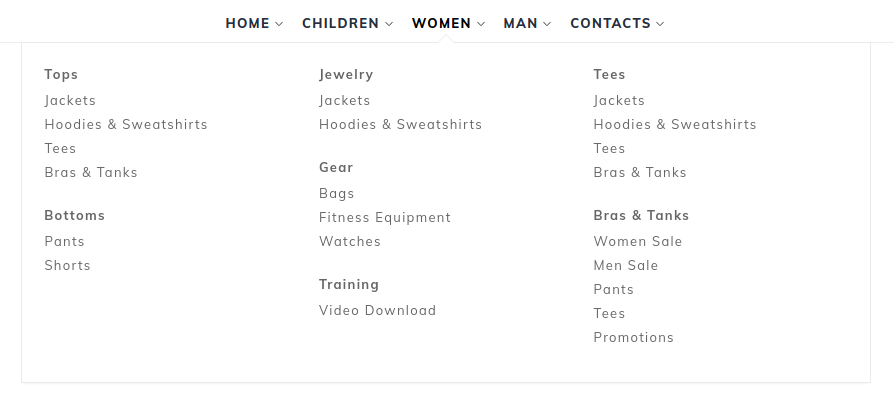 HOME CHILDREN WOMEN MAN CONTACTS
Tops
Jackets
Hoodies & Sweatshirts
Tees
Bras & Tanks
Bottoms
Pants
Shorts
Jewelry
Jackets
Hoodies & Sweatshirts
Gear
Bags
Fitness Equipment
Watches
Training
Video Download
Tees
Jackets
Hoodies & Sweatshirts
Tees
Bras & Tanks
Bras & Tanks
Women Sale
Men Sale
Pants
Tees
Promotions